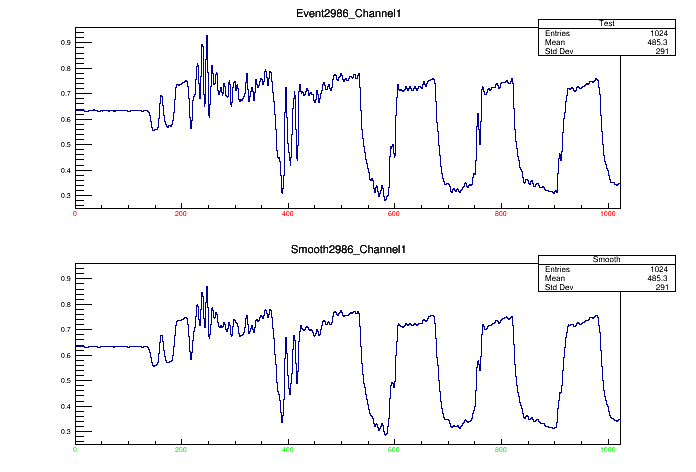 Event2986_Channel1
Test
Entries 1024
Mean 485.3
Std Dev 291
0.9
0.8
0.7
0.6
0.5
0.4
0.3
0 200 400 600 800 1000
Smooth2986_Channel1
Smooth
Entries 1024
Mean 485.3
Std Dev 291
0.9
0.8
0.7
0.6
0.5
0.4
0.3
0 200 400 600 800 1000